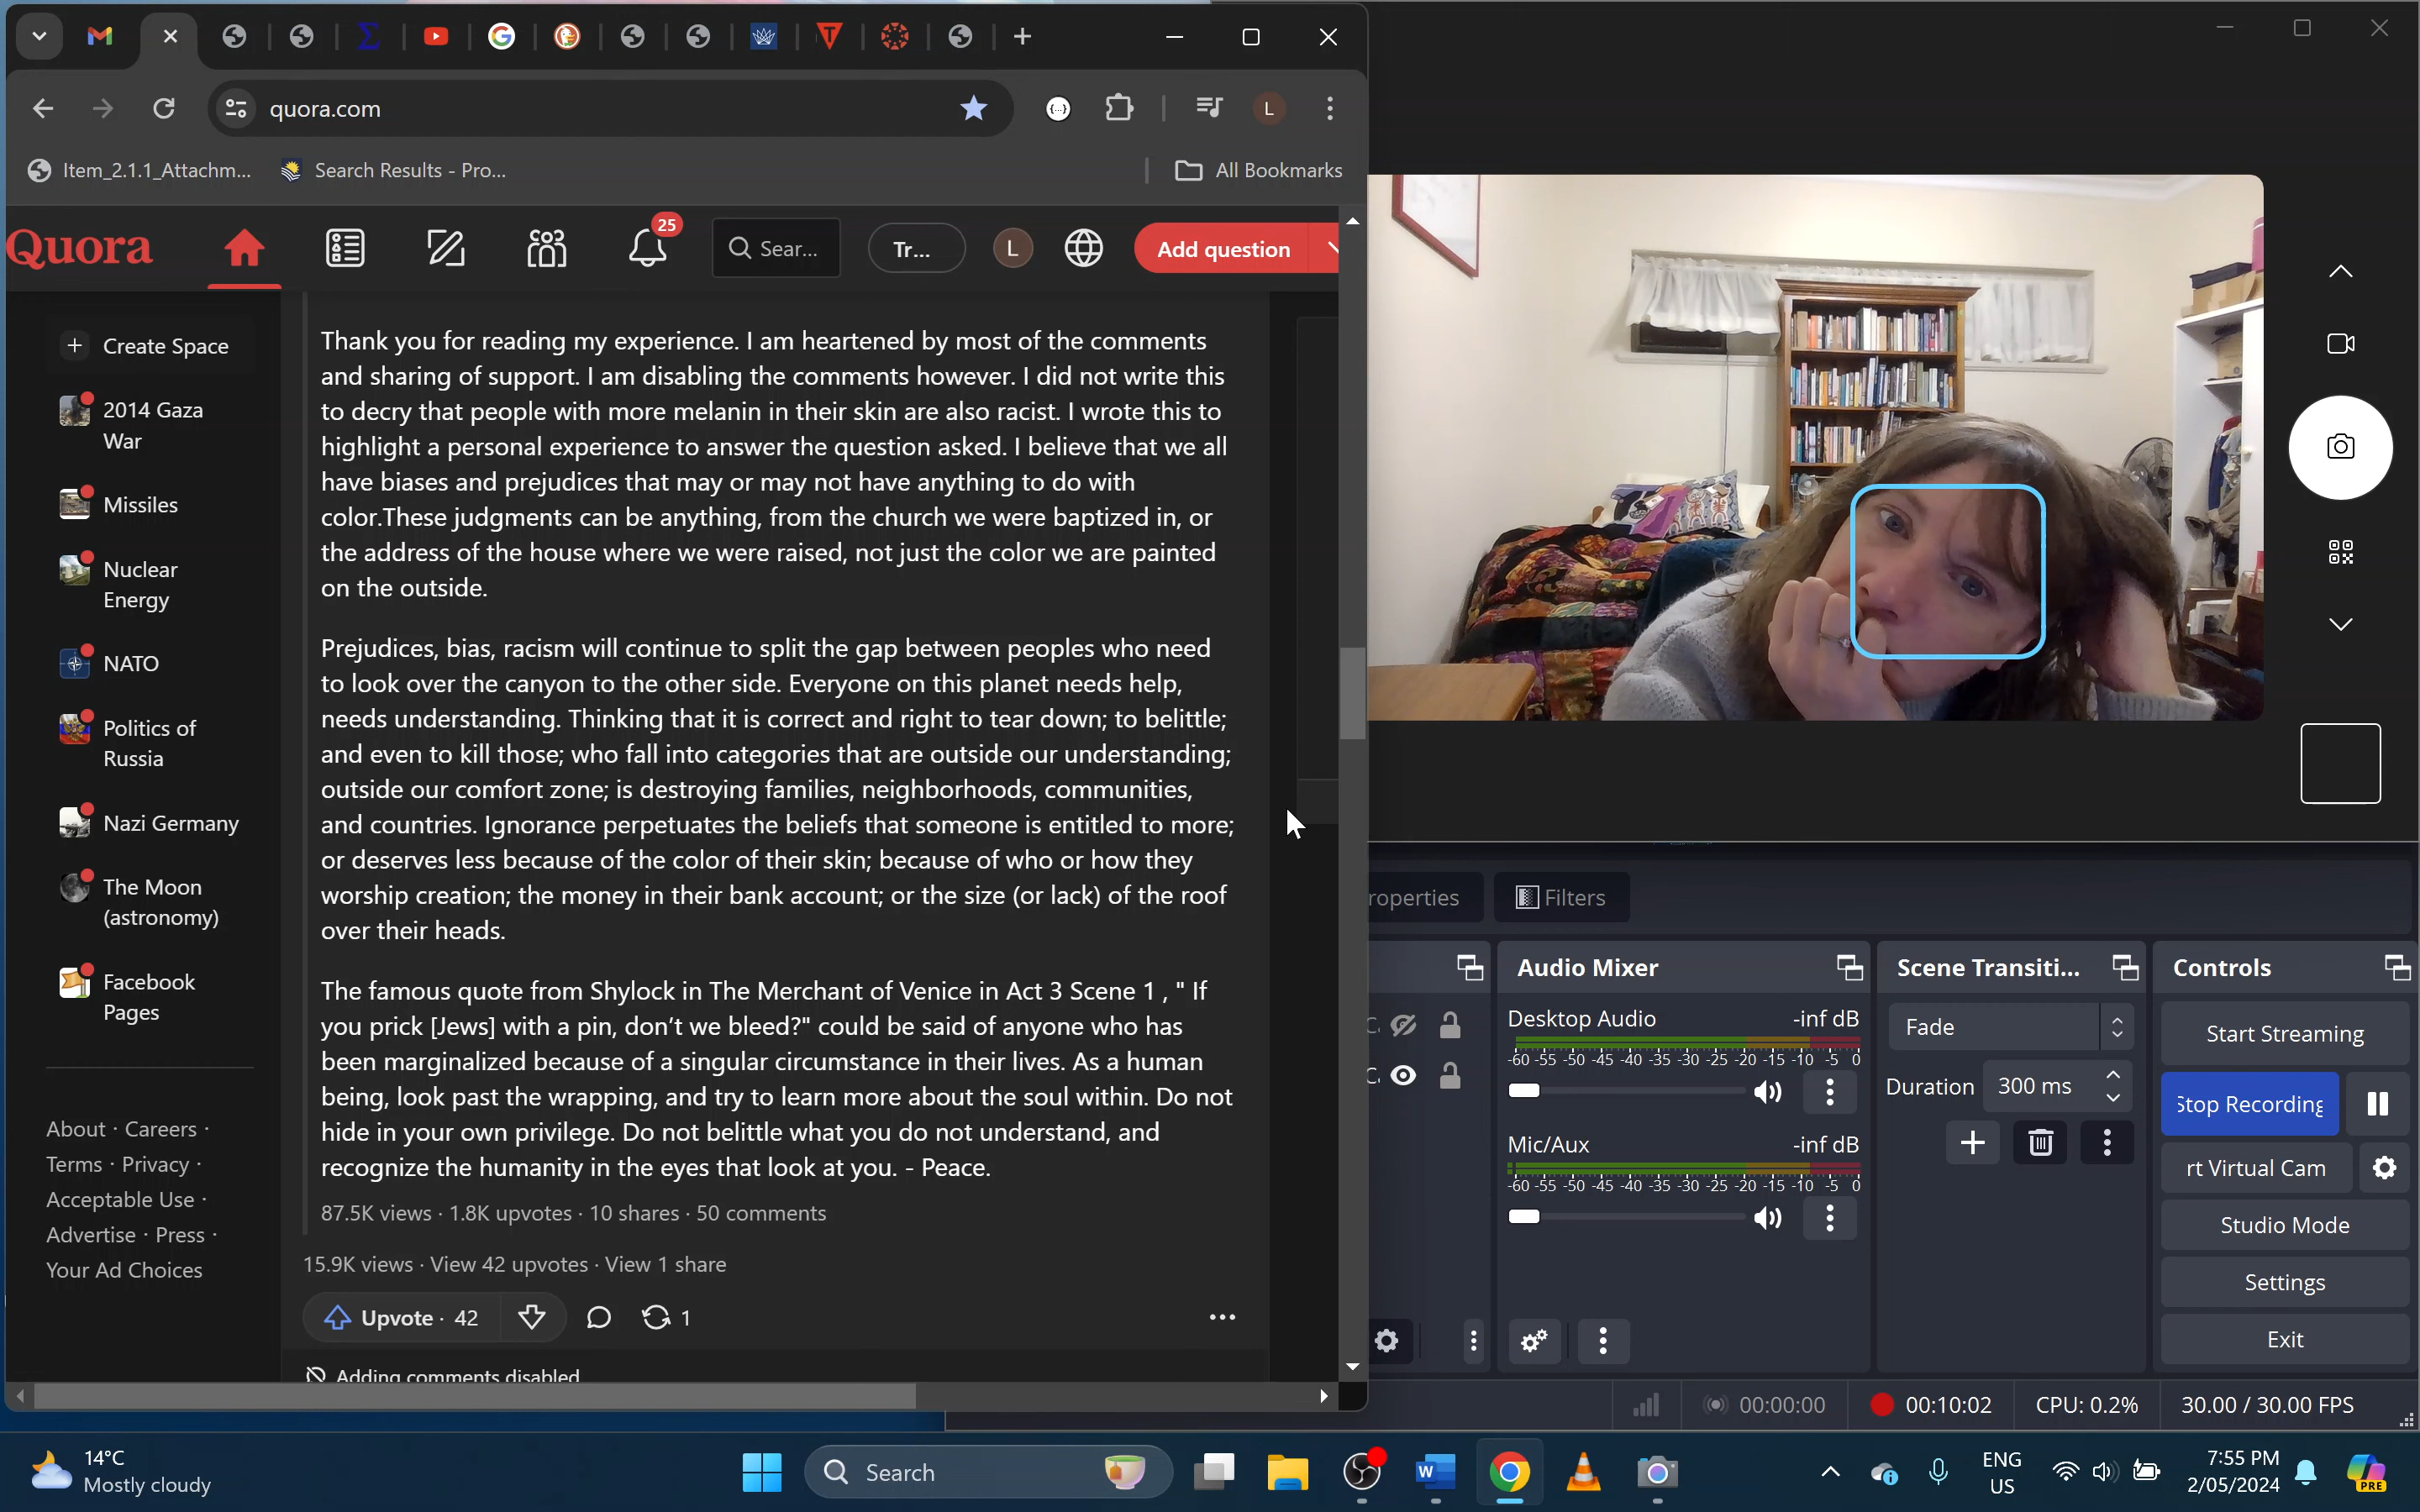 quora.com
L
Item_2.1.1_Attachm...
Search Results - Pro...
All Bookmarks
Quora
25
Sear...
Tr...
L
Add question
Create Space
2014 Gaza
War
Missiles
Nuclear
Energy
NATO
Politics of
Russia
Nazi Germany
The Moon
(astronomy)
Facebook
Pages
About · Careers ·
Terms · Privacy ·
Acceptable Use ·
Advertise · Press ·
Your Ad Choices
Thank you for reading my experience. I am heartened by most of the comments
and sharing of support. I am disabling the comments however. I did not write this
to decry that people with more melanin in their skin are also racist. I wrote this to
highlight a personal experience to answer the question asked. I believe that we all
have biases and prejudices that may or may not have anything to do with
color.These judgments can be anything, from the church we were baptized in, or
the address of the house where we were raised, not just the color we are painted
on the outside.
Prejudices, bias, racism will continue to split the gap between peoples who need
to look over the canyon to the other side. Everyone on this planet needs help,
needs understanding. Thinking that it is correct and right to tear down; to belittle;
and even to kill those; who fall into categories that are outside our understanding;
outside our comfort zone; is destroying families, neighborhoods, communities,
and countries. Ignorance perpetuates the beliefs that someone is entitled to more;
or deserves less because of the color of their skin; because of who or how they
worship creation; the money in their bank account; or the size (or lack) of the roof
over their heads.
The famous quote from Shylock in The Merchant of Venice in Act 3 Scene 1 , " If
you prick [Jews] with a pin, don’t we bleed?" could be said of anyone who has
been marginalized because of a singular circumstance in their lives. As a human
being, look past the wrapping, and try to learn more about the soul within. Do not
hide in your own privilege. Do not belittle what you do not understand, and
recognize the humanity in the eyes that look at you. - Peace.
87.5K views · 1.8K upvotes · 10 shares · 50 comments
15.9K views · View 42 upvotes · View 1 share
Upvote · 42
1
Adding comments disabled
roperties
Filters
Audio Mixer
Desktop Audio -inf dB
-60 -55 -50 -45 -40 -35 -30 -25 -20 -15 -10 -5 0
Mic/Aux -inf dB
-60 -55 -50 -45 -40 -35 -30 -25 -20 -15 -10 -5 0
Scene Transiti...
Fade
Duration 300 ms
Controls
Start Streaming
Stop Recording
rt Virtual Cam
Studio Mode
Settings
Exit
00:00:00
00:10:02
CPU: 0.2%
30.00 / 30.00 FPS
14°C
Mostly cloudy
Search
ENG
US
7:55 PM
2/05/2024
PRE